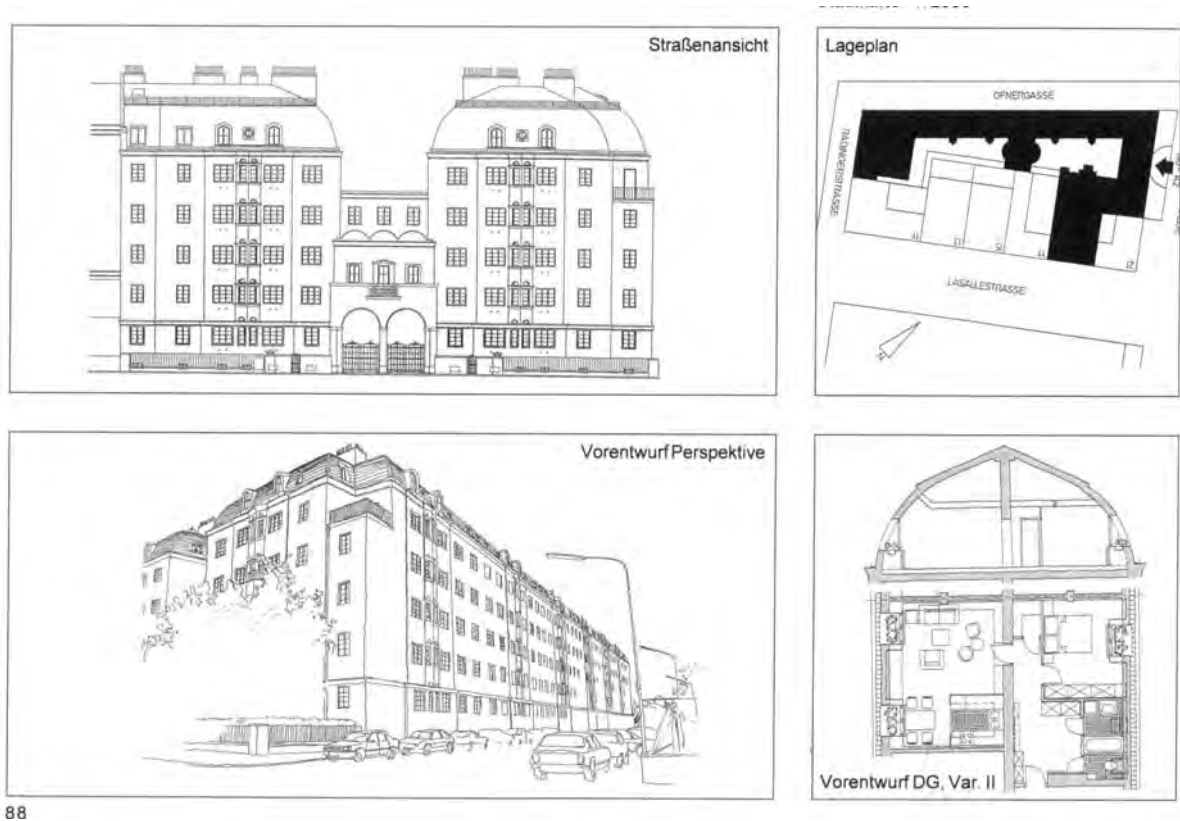 Straßenansicht
Lageplan
OFNERGASSE
RADINGERSTRASSE
LASALLESTRASSE
Vorentwurf Perspektive
Vorentwurf DG, Var. II
88